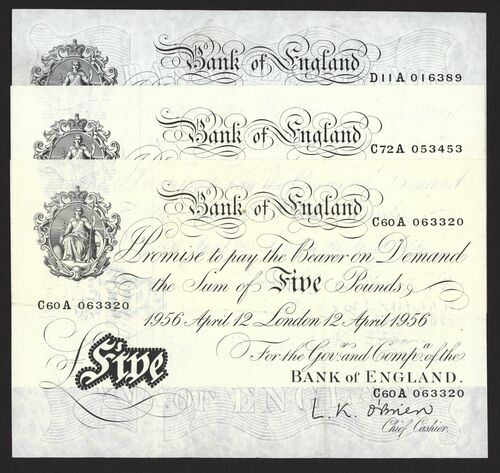 Bank of England
D11A 016389
Bank of England
C72A 053453
Bank of England
C60A 063320
I Promise to pay the Bearer on Demand
the Sum of Five Pounds
C60A 063320
1956 April 12 London 12 April 1956
£Five
For the Govr. and Compa. of the
BANK of ENGLAND.
C60A 063320
L. K. O'Brien
Chief Cashier.